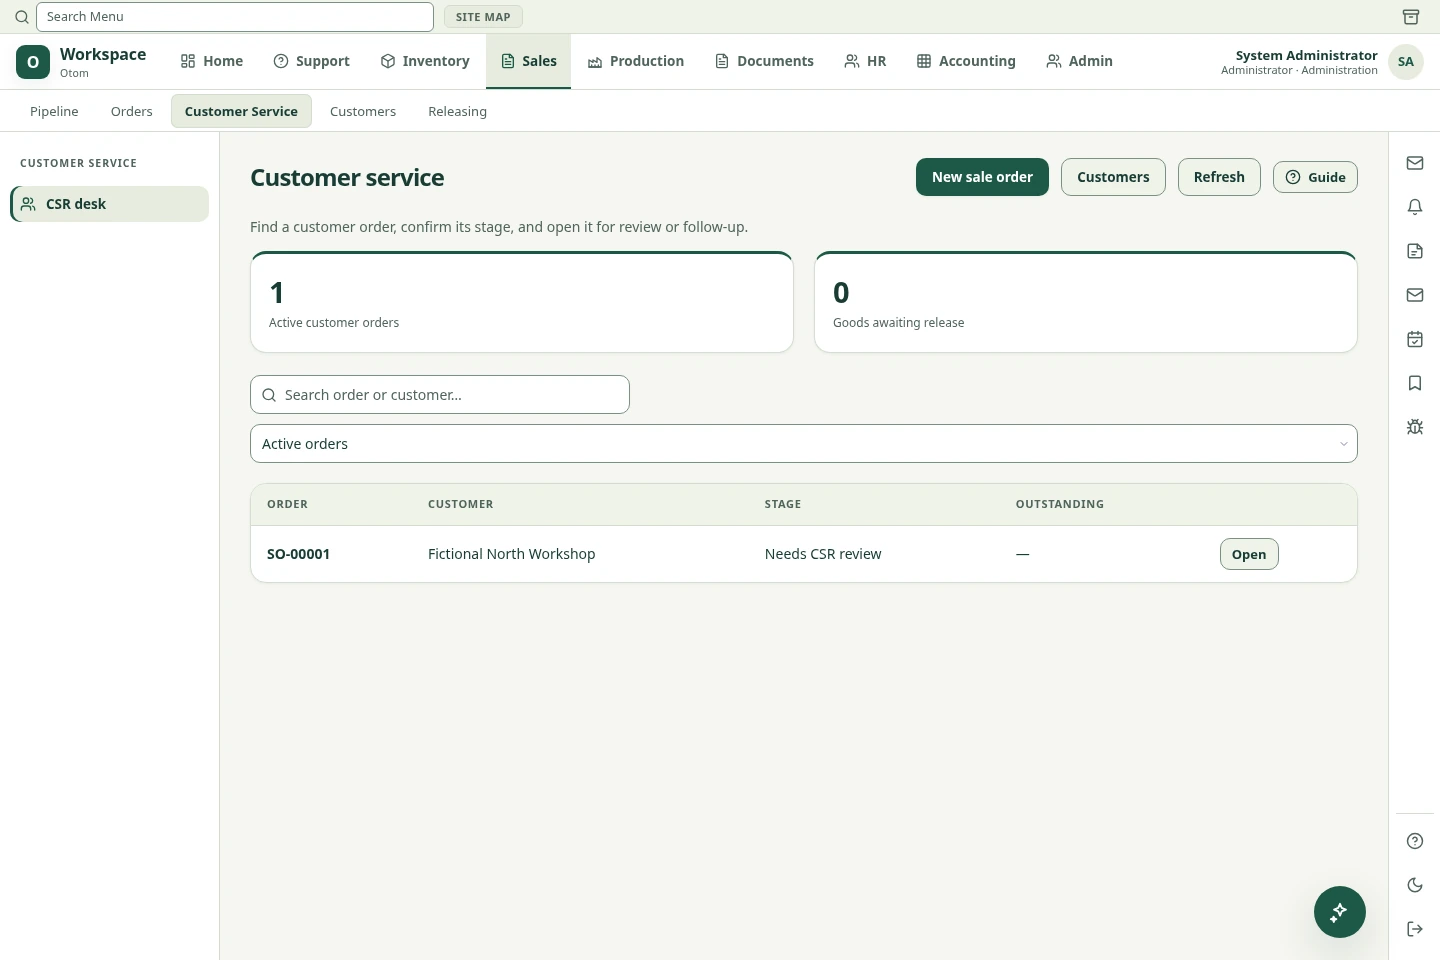 Search Menu
SITE MAP
O
Workspace
Otom
Home
Support
Inventory
Sales
Production
Documents
HR
Accounting
Admin
System Administrator
Administrator · Administration
SA
Pipeline
Orders
Customer Service
Customers
Releasing
CUSTOMER SERVICE
CSR desk
Customer service
New sale order
Customers
Refresh
Guide
Find a customer order, confirm its stage, and open it for review or follow-up.
1
Active customer orders
0
Goods awaiting release
Search order or customer...
Active orders
ORDER CUSTOMER STAGE OUTSTANDING
SO-00001 Fictional North Workshop Needs CSR review — Open